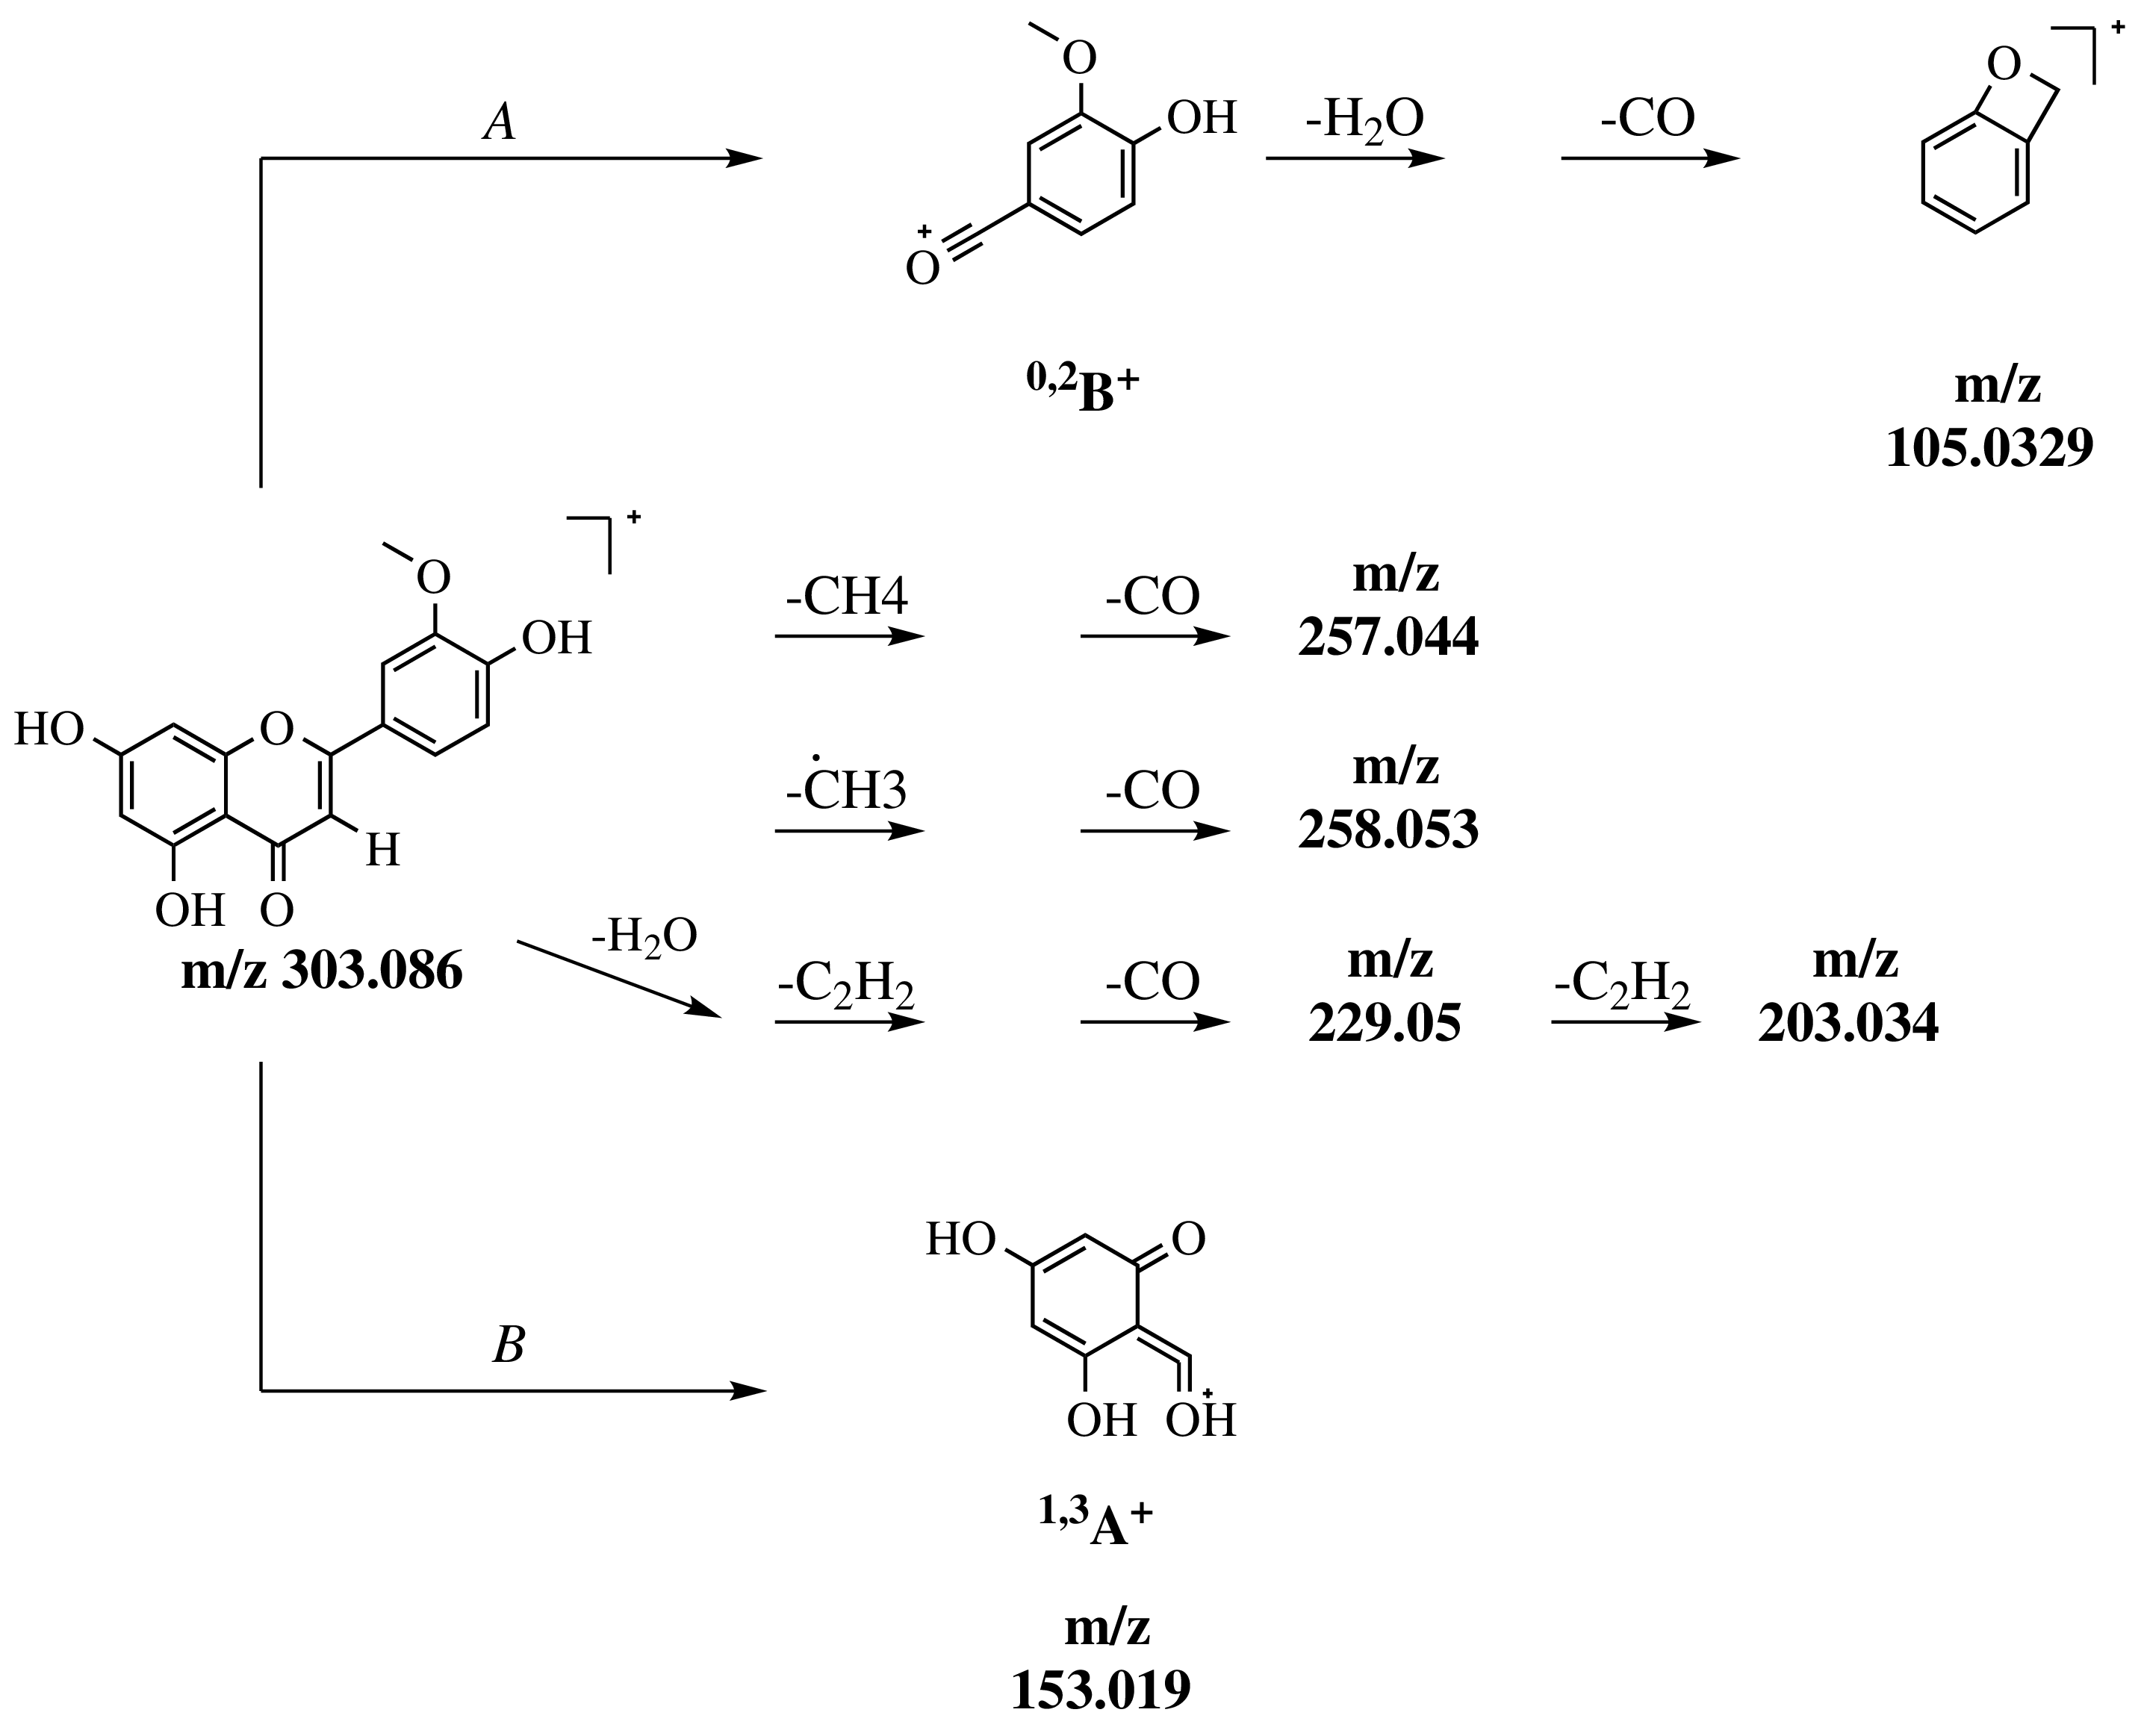 A
O
OH
-H₂O
-CO
O
+
+
O
⁰,²B⁺
m/z
105.0329
+
O
OH
HO
O
H
OH
O
m/z 303.086
-CH4
-CO
m/z
257.044
-ĊH3
-CO
m/z
258.053
-H₂O
-C₂H₂
-CO
m/z
229.05
-C₂H₂
m/z
203.034
B
HO
O
OH
+
OH
¹,³A⁺
m/z
153.019